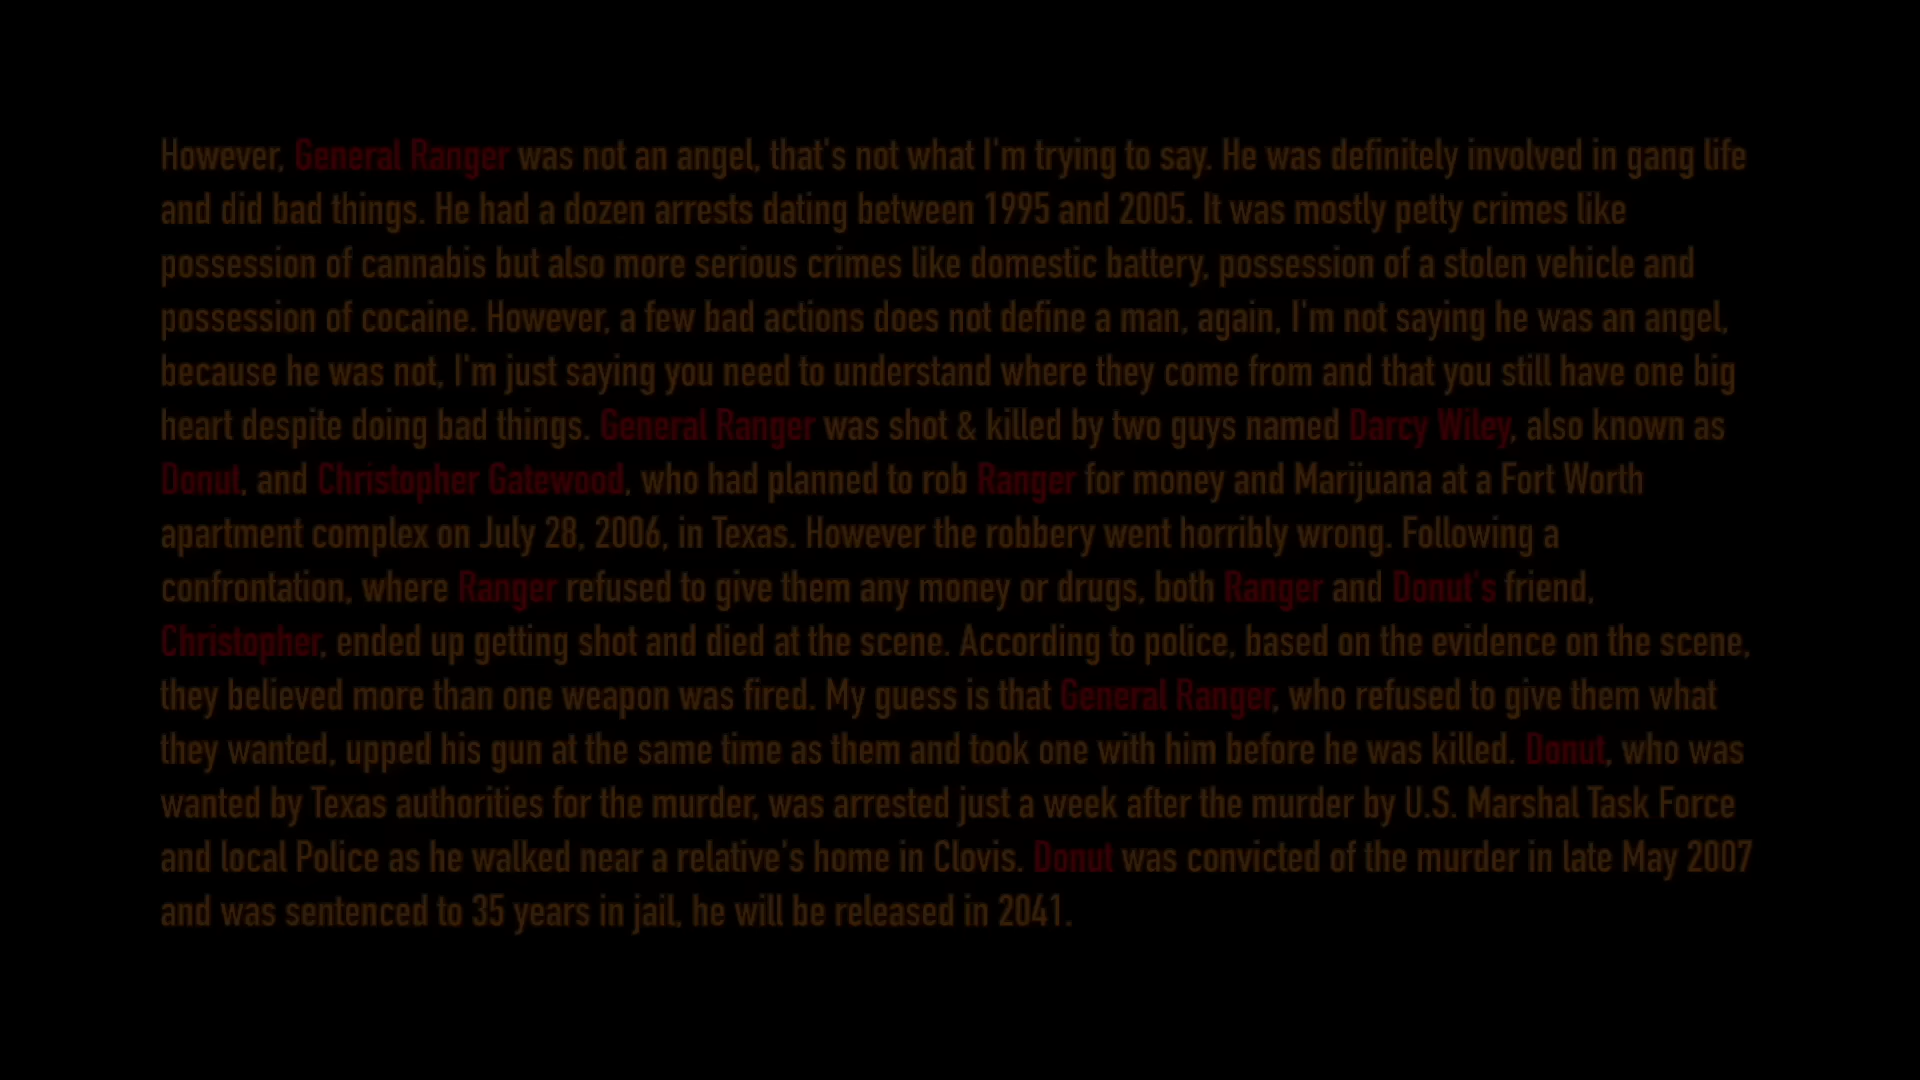 However, General Ranger was not an angel, that's not what I'm trying to say. He was definitely involved in gang life
and did bad things. He had a dozen arrests dating between 1995 and 2005. It was mostly petty crimes like
possession of cannabis but also more serious crimes like domestic battery, possession of a stolen vehicle and
possession of cocaine. However, a few bad actions does not define a man, again, I'm not saying he was an angel,
because he was not, I'm just saying you need to understand where they come from and that you still have one big
heart despite doing bad things. General Ranger was shot & killed by two guys named Darcy Wiley, also known as
Donut, and Christopher Gatewood, who had planned to rob Ranger for money and Marijuana at a Fort Worth
apartment complex on July 28, 2006, in Texas. However the robbery went horribly wrong. Following a
confrontation, where Ranger refused to give them any money or drugs, both Ranger and Donut's friend,
Christopher, ended up getting shot and died at the scene. According to police, based on the evidence on the scene,
they believed more than one weapon was fired. My guess is that General Ranger, who refused to give them what
they wanted, upped his gun at the same time as them and took one with him before he was killed. Donut, who was
wanted by Texas authorities for the murder, was arrested just a week after the murder by U.S. Marshal Task Force
and local Police as he walked near a relative's home in Clovis. Donut was convicted of the murder in late May 2007
and was sentenced to 35 years in jail, he will be released in 2041.